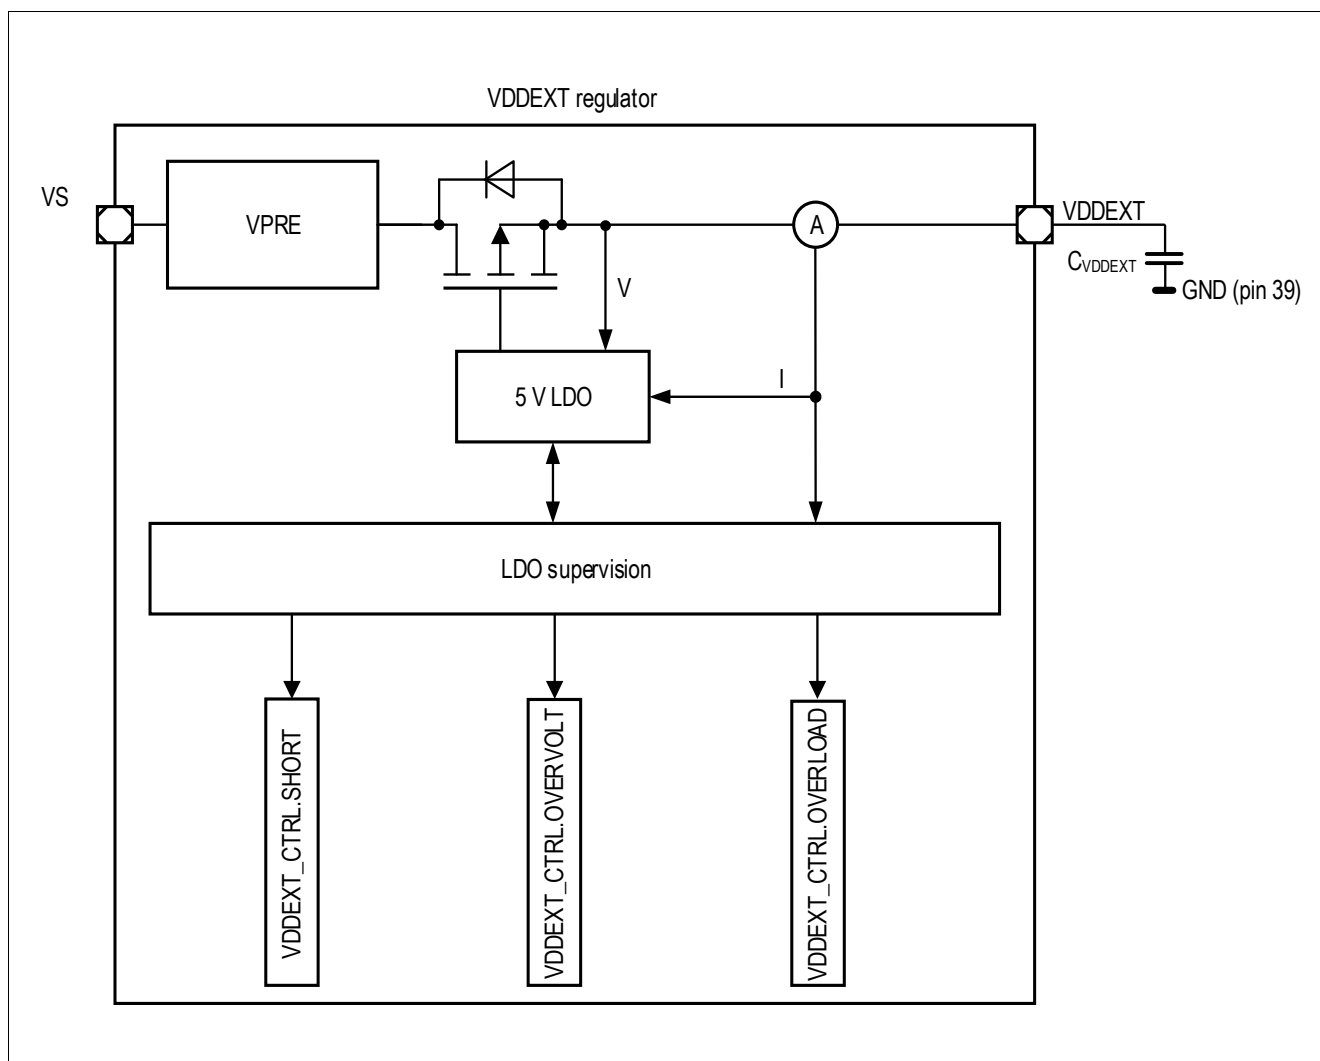 VDDEXT regulator
VS
VPRE
A
VDDEXT
CVDDEXT
GND (pin 39)
V
I
5 V LDO
LDO supervision
VDDEXT_CTRL.SHORT
VDDEXT_CTRL.OVERVOLT
VDDEXT_CTRL.OVERLOAD